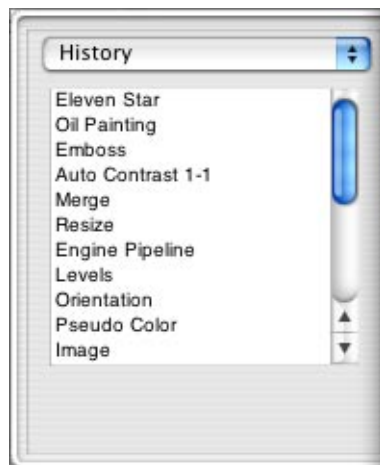 History
Eleven Star
Oil Painting
Emboss
Auto Contrast 1-1
Merge
Resize
Engine Pipeline
Levels
Orientation
Pseudo Color
Image